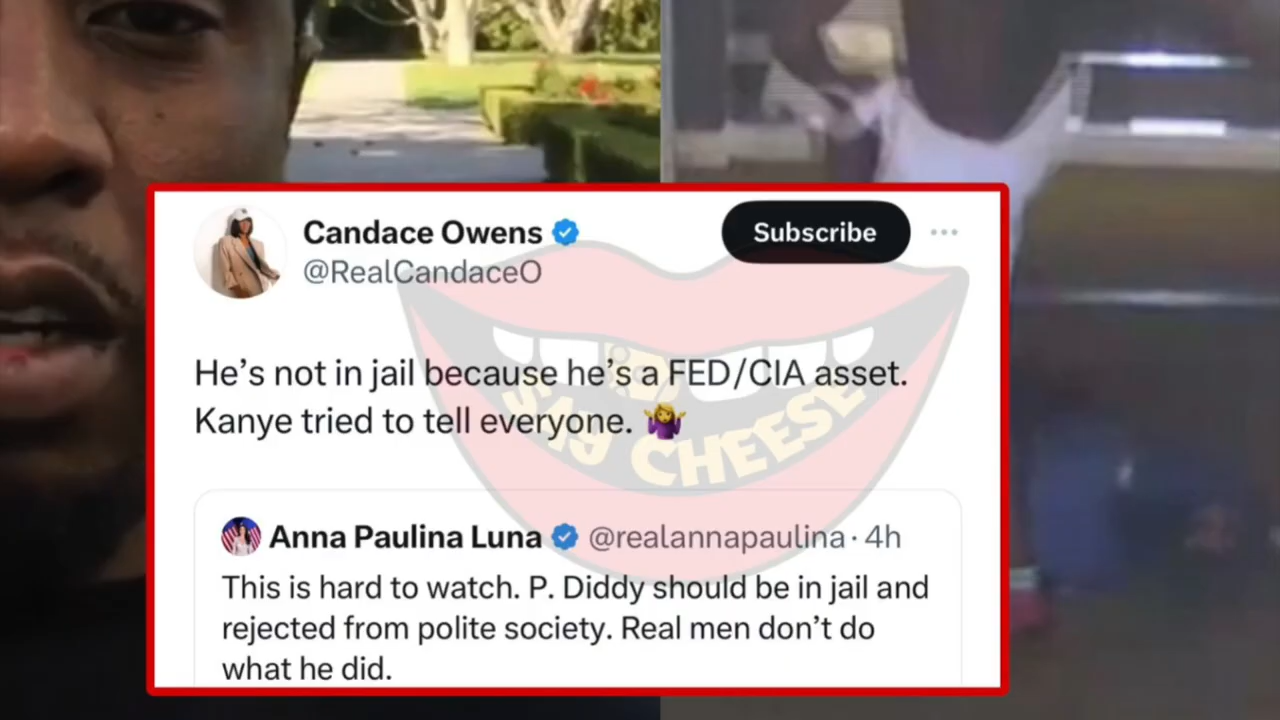 Candace Owens
Subscribe
@RealCandaceO
He’s not in jail because he’s a FED/CIA asset.
Kanye tried to tell everyone. 🤷‍♀️
SAY CHEESE
Anna Paulina Luna @realannapaulina · 4h
This is hard to watch. P. Diddy should be in jail and
rejected from polite society. Real men don’t do
what he did.